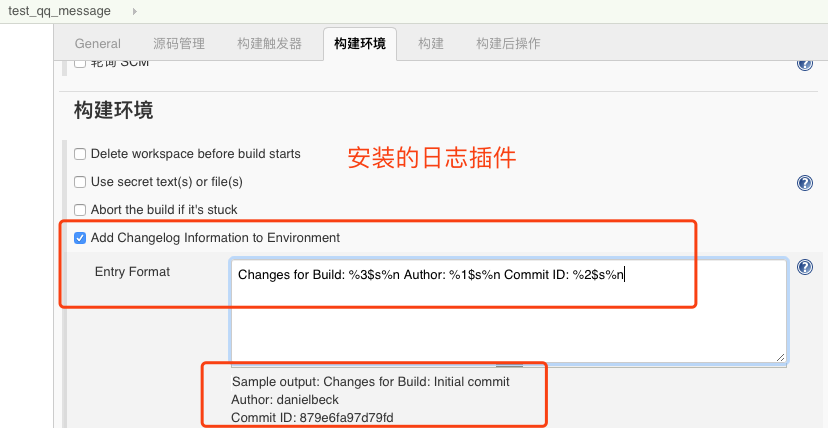 test_qq_message
General 源码管理 构建触发器 构建环境 构建 构建后操作
轮询 SCM
构建环境
Delete workspace before build starts
安装的日志插件
Use secret text(s) or file(s)
Abort the build if it's stuck
Add Changelog Information to Environment
Entry Format
Changes for Build: %3$s%n Author: %1$s%n Commit ID: %2$s%n
Sample output: Changes for Build: Initial commit
Author: danielbeck
Commit ID: 879e6fa97d79fd